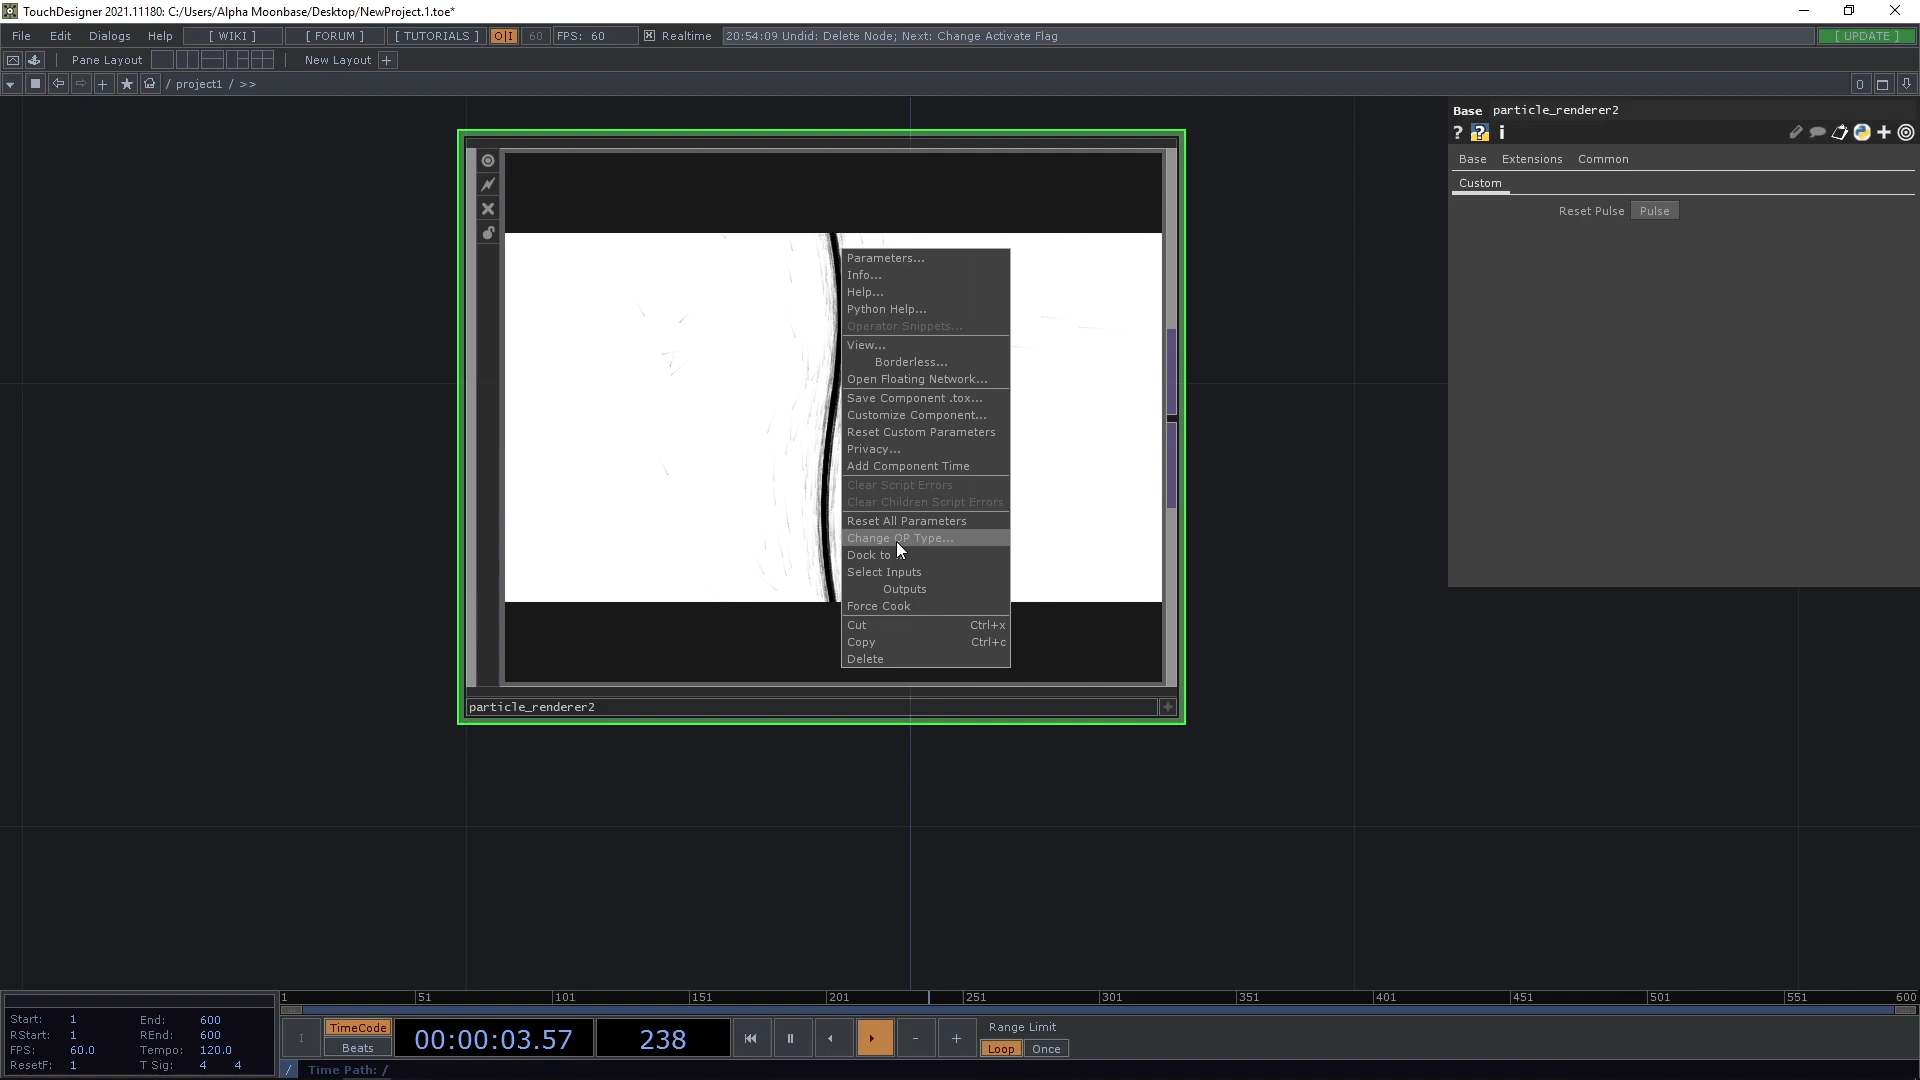 TouchDesigner 2021.11180: C:/Users/Alpha Moonbase/Desktop/NewProject.1.toe*
File Edit Dialogs Help [ WIKI ] [ FORUM ] [ TUTORIALS ] O|I 60 FPS: 60 Realtime 20:54:09 Undid: Delete Node; Next: Change Activate Flag [ UPDATE ]
Pane Layout New Layout +
/ project1 / >> 0
Base particle_renderer2
? ? i
Base Extensions Common
Custom
Reset Pulse Pulse
Parameters...
Info...
Help...
Python Help...
Operator Snippets...
View...
Borderless...
Open Floating Network...
Save Component .tox...
Customize Component...
Reset Custom Parameters
Privacy...
Add Component Time
Clear Script Errors
Clear Children Script Errors
Reset All Parameters
Change OP Type...
Dock to
Select Inputs
Outputs
Force Cook
Cut Ctrl+x
Copy Ctrl+c
Delete
particle_renderer2
1 51 101 151 201 251 301 351 401 451 501 551 600
Start: 1 End: 600
RStart: 1 REnd: 600
FPS: 60.0 Tempo: 120.0
ResetF: 1 T Sig: 4 4
I TimeCode
Beats
00:00:03.57 238
- +
Range Limit
Loop Once
/ Time Path: /